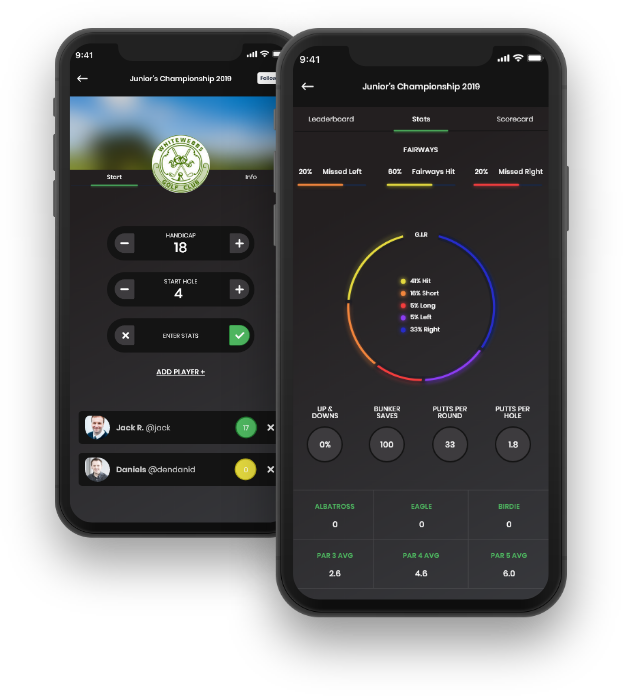 9:41
Junior's Championship 2019
WHITEWEBBS
GOLF CLUB
Start
Info
HANDICAP
18
START HOLE
4
ENTER STATS
ADD PLAYER +
Jack R. @jack
17
Daniels @dendanid
0
9:41
Junior's Championship 2019
Leaderboard Stats Scorecard
FAIRWAYS
20% Missed Left 60% Fairways Hit 20% Missed Right
G.I.R
41% Hit
16% Short
5% Long
5% Left
33% Right
UP & DOWNS
BUNKER SAVES
PUTTS PER ROUND
PUTTS PER HOLE
0% 100 33 1.8
ALBATROSS EAGLE BIRDIE
0 0 0
PAR 3 AVG PAR 4 AVG PAR 5 AVG
2.6 4.6 6.0